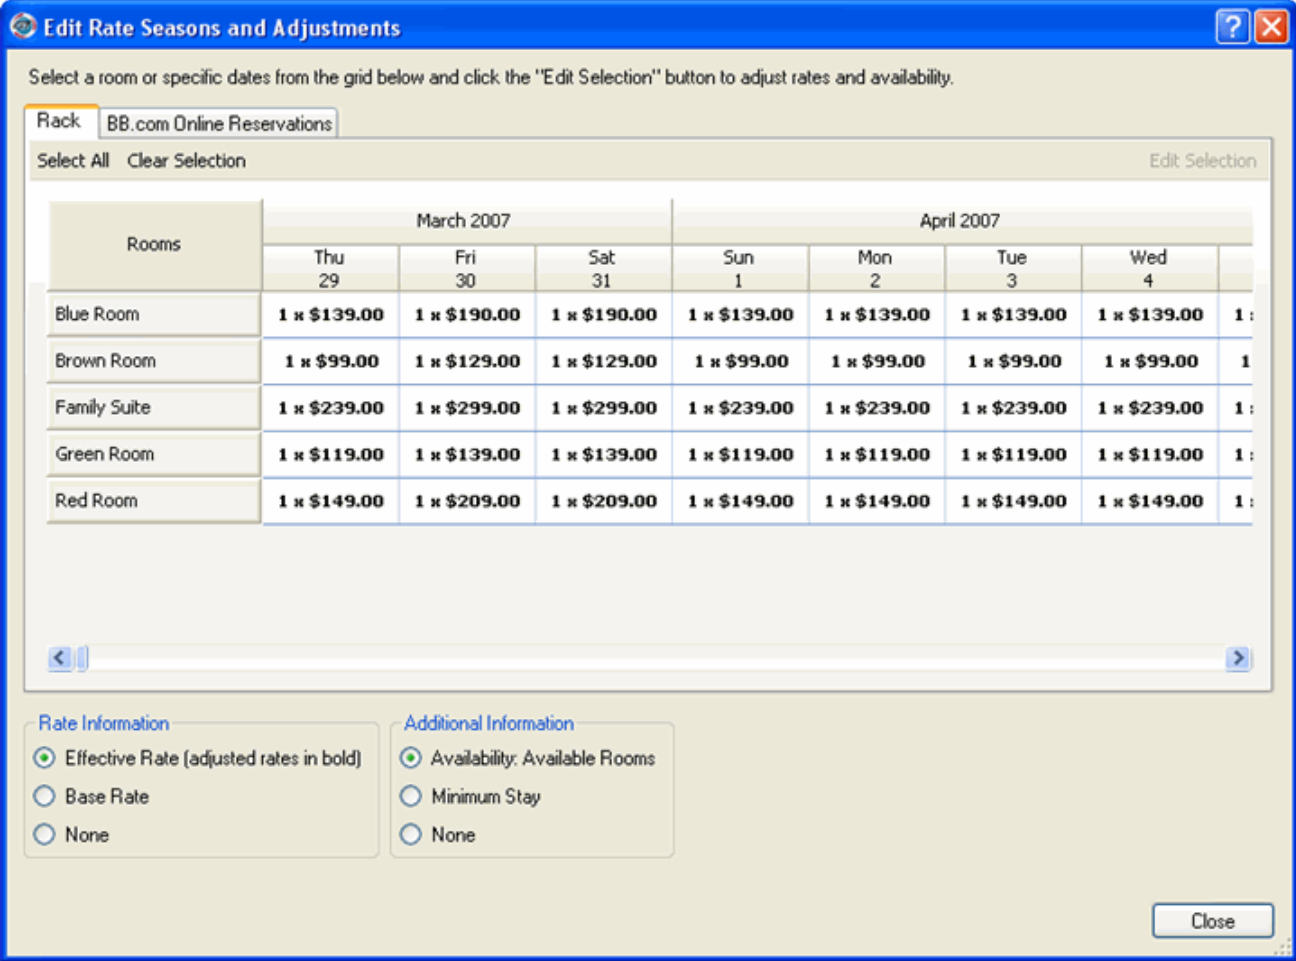 Edit Rate Seasons and Adjustments
Select a room or specific dates from the grid below and click the "Edit Selection" button to adjust rates and availability.
Rack BB.com Online Reservations
Select All Clear Selection Edit Selection
March 2007 April 2007
Rooms
Thu Fri Sat Sun Mon Tue Wed
29 30 31 1 2 3 4
Blue Room 1 x $139.00 1 x $190.00 1 x $190.00 1 x $139.00 1 x $139.00 1 x $139.00 1 x $139.00 1
Brown Room 1 x $99.00 1 x $129.00 1 x $129.00 1 x $99.00 1 x $99.00 1 x $99.00 1 x $99.00 1
Family Suite 1 x $239.00 1 x $299.00 1 x $299.00 1 x $239.00 1 x $239.00 1 x $239.00 1 x $239.00 1
Green Room 1 x $119.00 1 x $139.00 1 x $139.00 1 x $119.00 1 x $119.00 1 x $119.00 1 x $119.00 1
Red Room 1 x $149.00 1 x $209.00 1 x $209.00 1 x $149.00 1 x $149.00 1 x $149.00 1 x $149.00 1
Rate Information Additional Information
Effective Rate (adjusted rates in bold) Availability: Available Rooms
Base Rate Minimum Stay
None None
Close